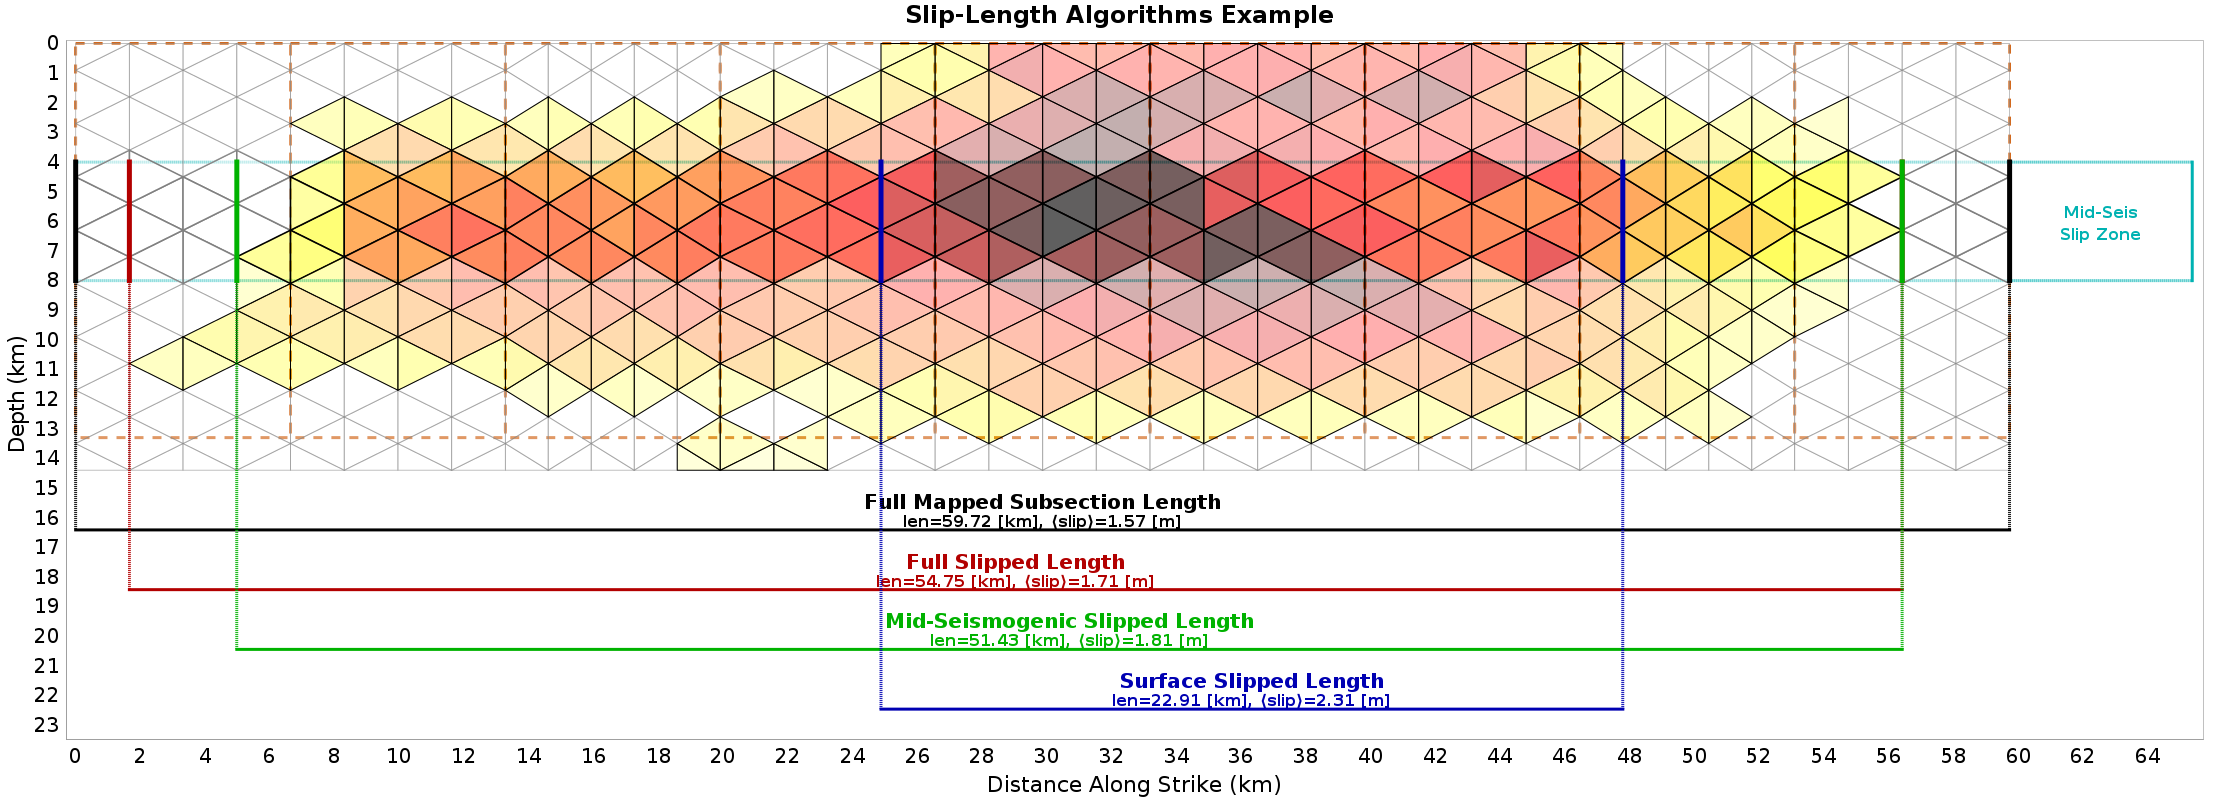 Slip-Length Algorithms Example
0
1
2
3
4
5
6
7
8
9
10
11
12
13
14
15
16
17
18
19
20
21
22
23
Depth (km)
Mid-Seis
Slip Zone
Full Mapped Subsection Length
len=59.72 [km], ⟨slip⟩=1.57 [m]
Full Slipped Length
len=54.75 [km], ⟨slip⟩=1.71 [m]
Mid-Seismogenic Slipped Length
len=51.43 [km], ⟨slip⟩=1.81 [m]
Surface Slipped Length
len=22.91 [km], ⟨slip⟩=2.31 [m]
0 2 4 6 8 10 12 14 16 18 20 22 24 26 28 30 32 34 36 38 40 42 44 46 48 50 52 54 56 58 60 62 64
Distance Along Strike (km)